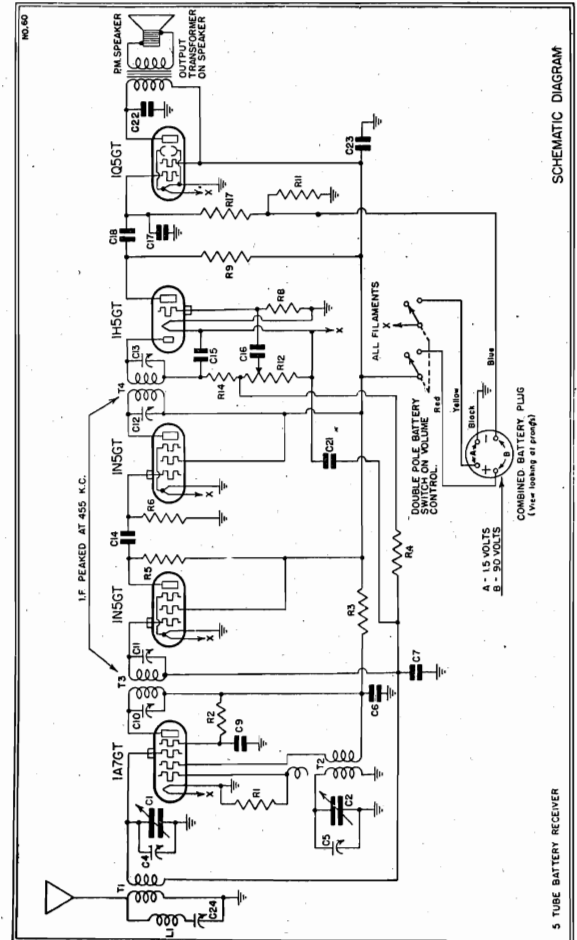 NO. 60
P.M. SPEAKER
OUTPUT
TRANSFORMER
ON SPEAKER
C22
1Q5GT
C23
C18
C17
R17
R11
R9
1H5GT
R8
C15
C16
R14
R12
C13
T4
C12
I.F. PEAKED AT 455 K.C.
1N5GT
X
R6
C14
R5
C21
1N5GT
X
R4
R3
C11
T3
C10
C7
C6
R2
C9
1A7GT
X
R1
T2
C1
C4
C2
C5
T1
L1
C24
X
X
ALL FILAMENTS
X
DOUBLE POLE BATTERY
SWITCH ON VOLUME
CONTROL.
Red
Yellow
Black
Blue
A
+
-
B
COMBINED BATTERY PLUG
(View looking at prongs)
A - 1.5 VOLTS
B - 90 VOLTS
5 TUBE BATTERY RECEIVER
SCHEMATIC DIAGRAM